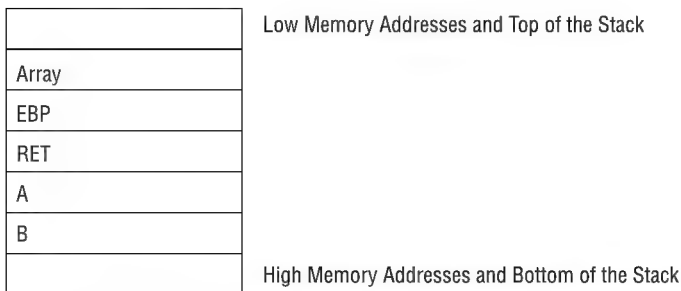 Low Memory Addresses and Top of the Stack
Array
EBP
RET
A
B
High Memory Addresses and Bottom of the Stack